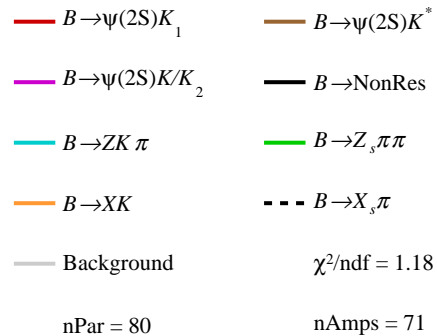 B→ψ(2S)K₁ B→ψ(2S)K*
B→ψ(2S)K/K₂ B→NonRes
B→ZKπ B→Zₛππ
B→XK B→Xₛπ
Background χ²/ndf = 1.18
nPar = 80 nAmps = 71